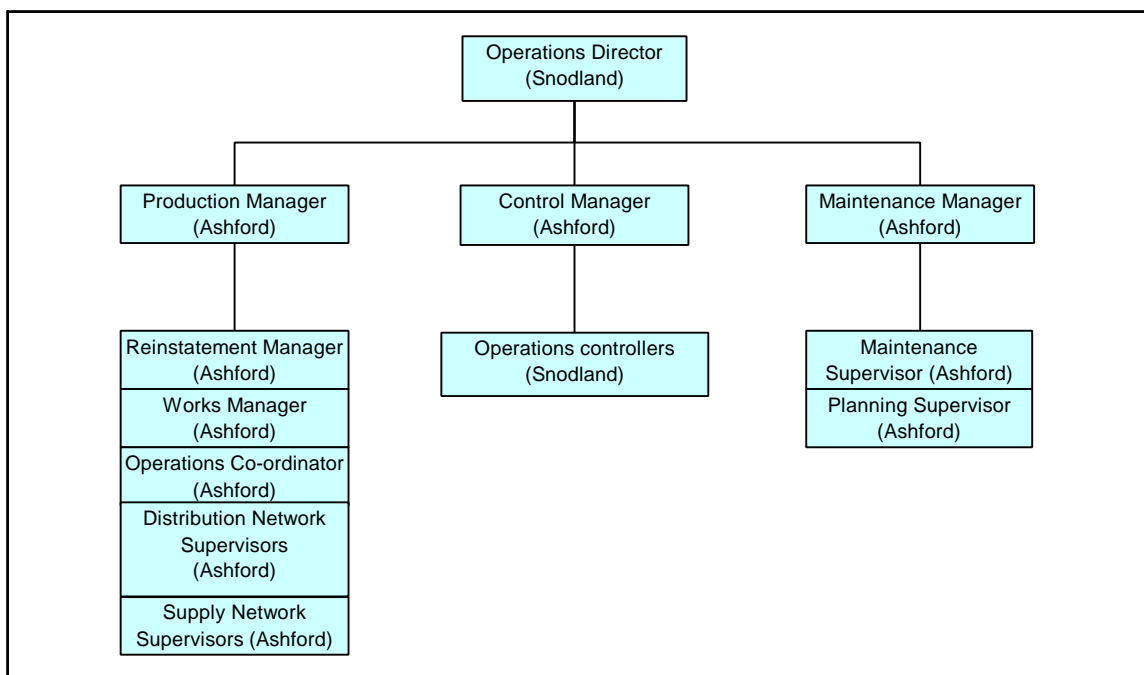 Operations Director
(Snodland)
Production Manager
(Ashford)
Control Manager
(Ashford)
Maintenance Manager
(Ashford)
Reinstatement Manager
(Ashford)
Works Manager
(Ashford)
Operations Co-ordinator
(Ashford)
Distribution Network
Supervisors
(Ashford)
Supply Network
Supervisors (Ashford)
Operations controllers
(Snodland)
Maintenance
Supervisor (Ashford)
Planning Supervisor
(Ashford)